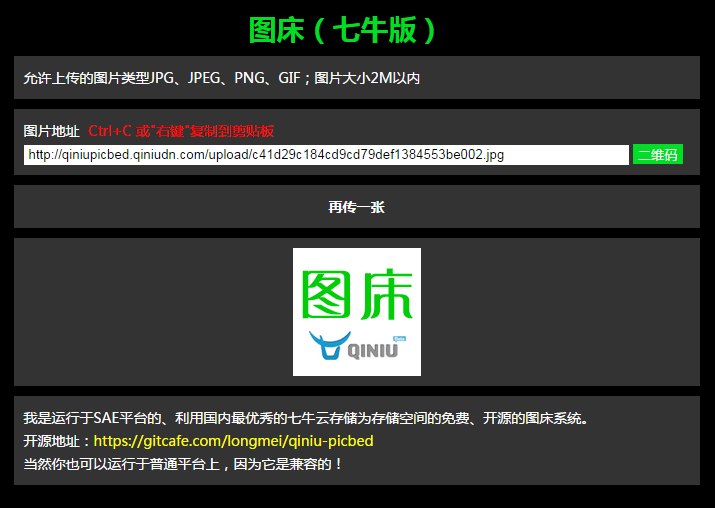 图床（七牛版）
允许上传的图片类型JPG、JPEG、PNG、GIF；图片大小2M以内
图片地址 Ctrl+C 或"右键"复制到剪贴板
http://qiniupicbed.qiniudn.com/upload/c41d29c184cd9cd79def1384553be002.jpg 二维码
再传一张
图床
QINIU Beta
我是运行于SAE平台的、利用国内最优秀的七牛云存储为存储空间的免费、开源的图床系统。
开源地址：https://gitcafe.com/longmei/qiniu-picbed
当然你也可以运行于普通平台上，因为它是兼容的！